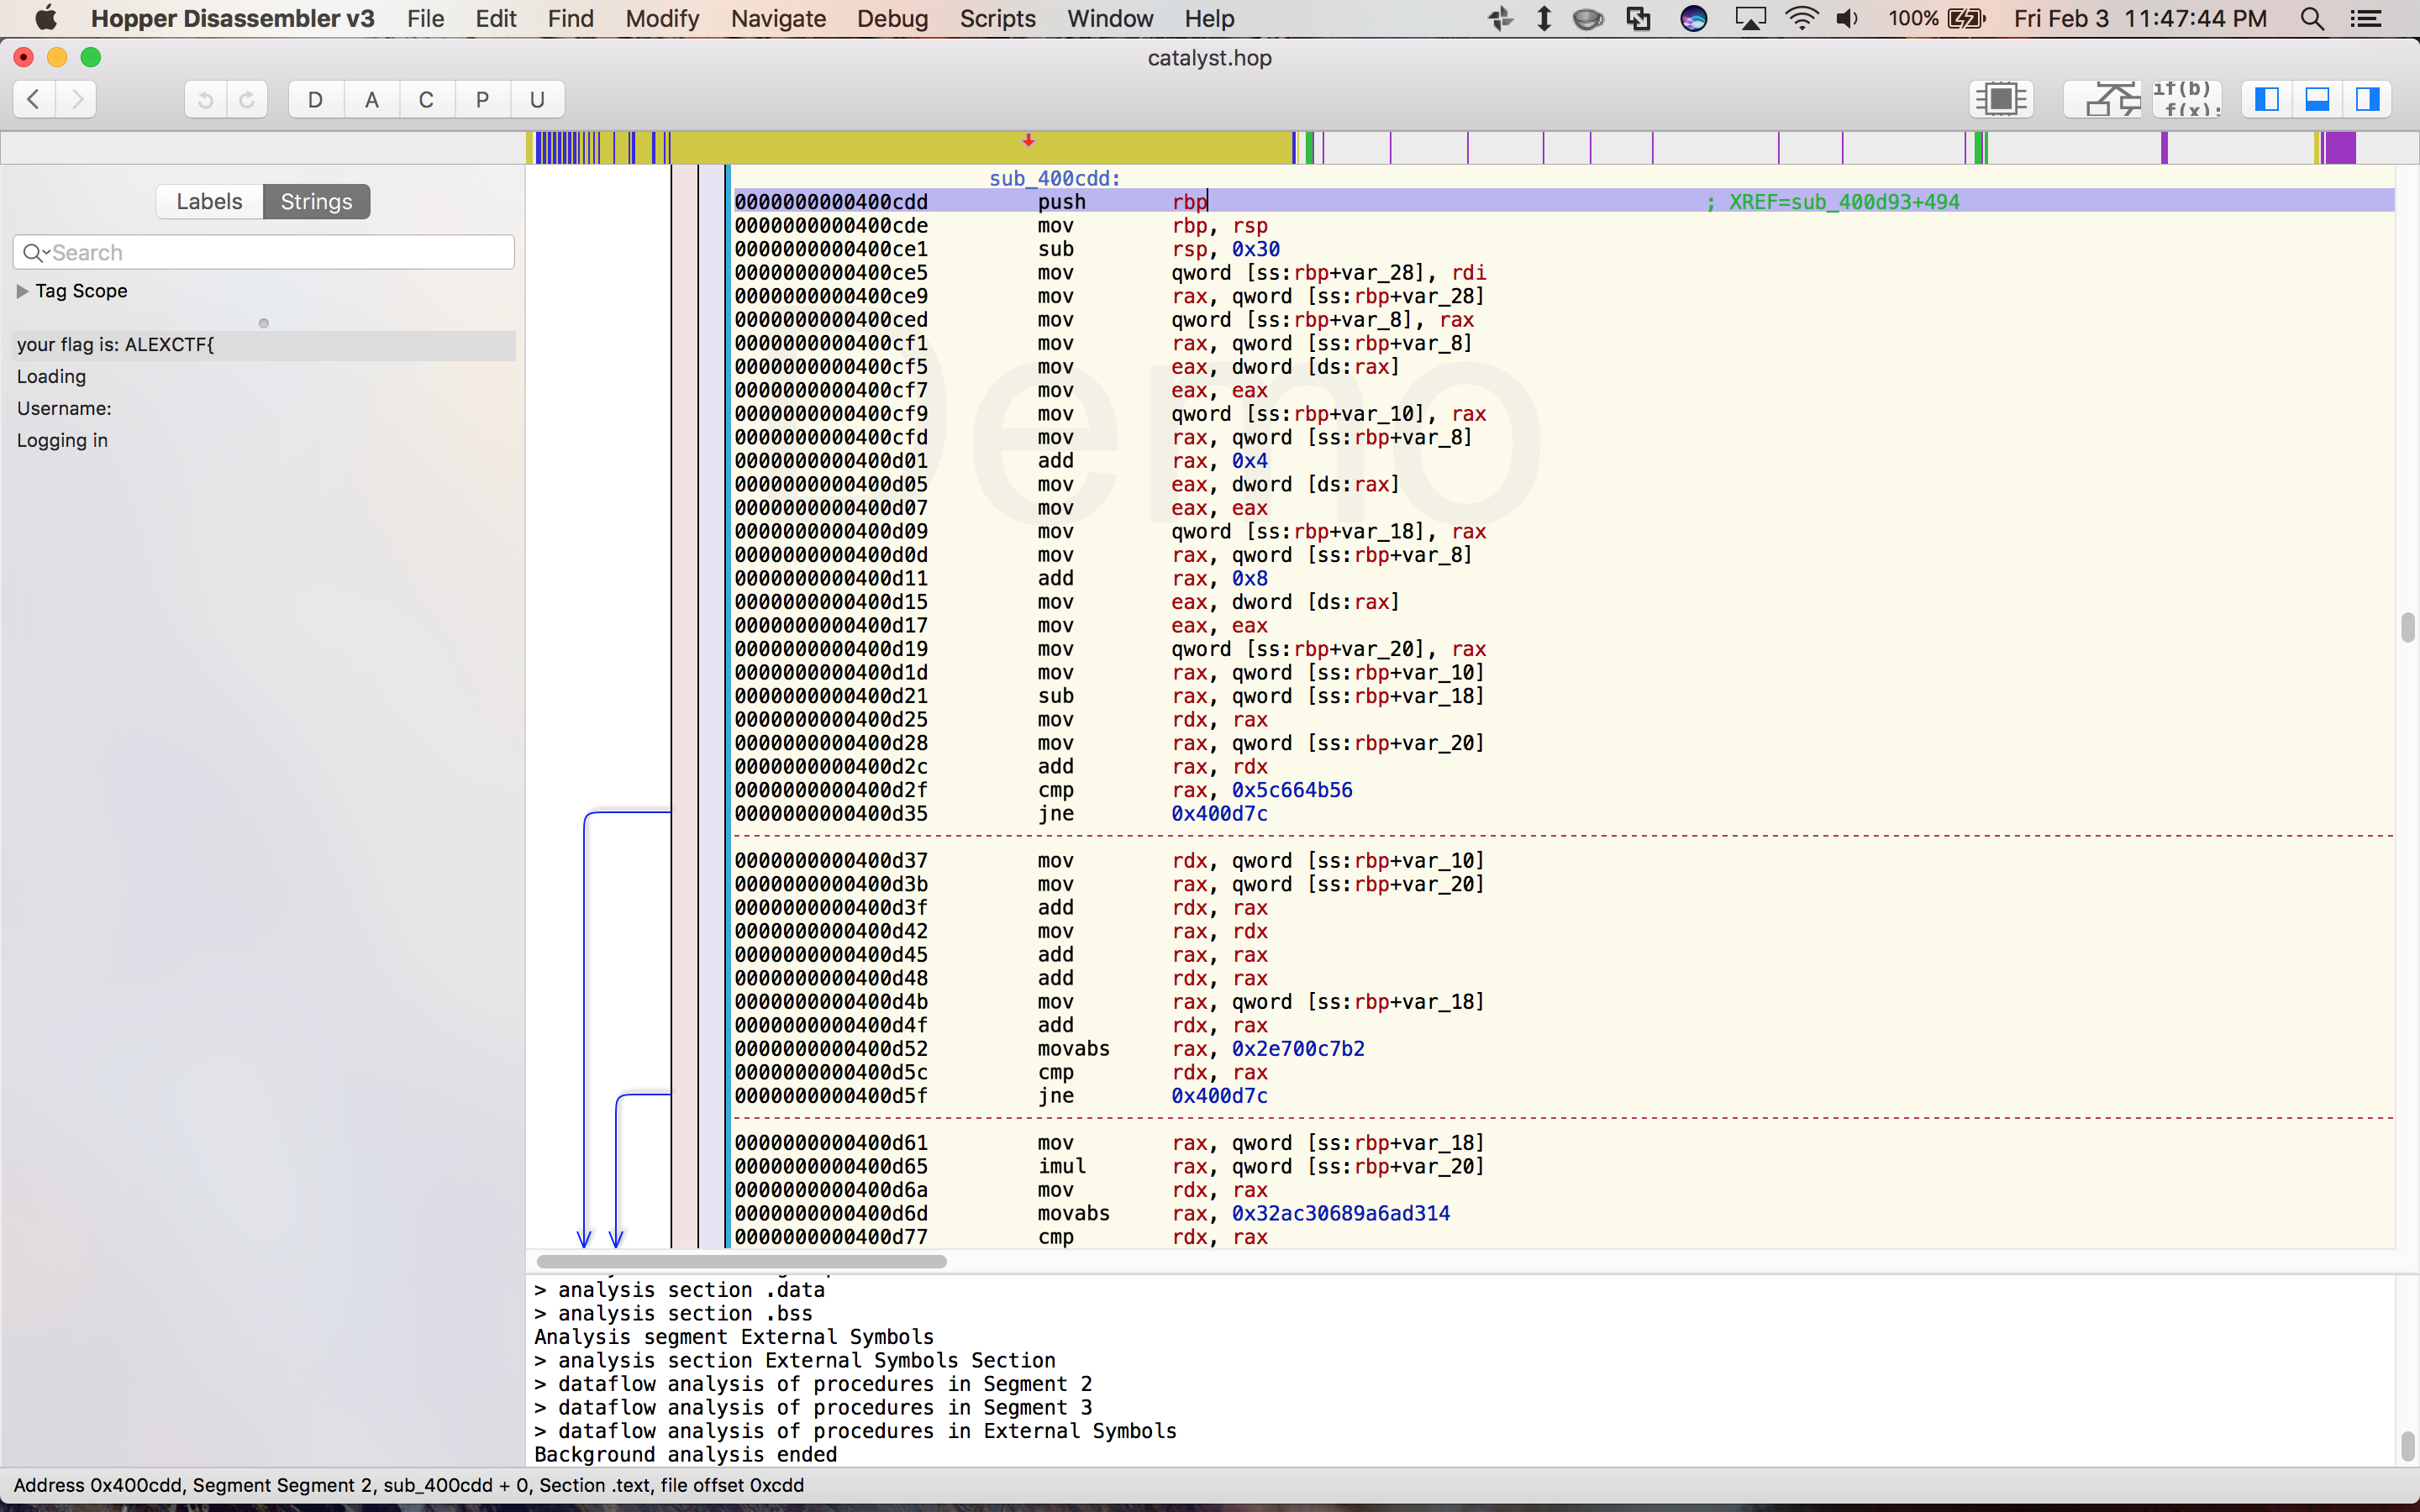 Hopper Disassembler v3 File Edit Find Modify Navigate Debug Scripts Window Help 100% Fri Feb 3 11:47:44 PM
catalyst.hop
D A C P U if(b)
f(x);
Labels Strings
Search
Tag Scope
your flag is: ALEXCTF{
Loading
Username:
Logging in
Demo
sub_400cdd:
0000000000400cdd push rbp ; XREF=sub_400d93+494
0000000000400cde mov rbp, rsp
0000000000400ce1 sub rsp, 0x30
0000000000400ce5 mov qword [ss:rbp+var_28], rdi
0000000000400ce9 mov rax, qword [ss:rbp+var_28]
0000000000400ced mov qword [ss:rbp+var_8], rax
0000000000400cf1 mov rax, qword [ss:rbp+var_8]
0000000000400cf5 mov eax, dword [ds:rax]
0000000000400cf7 mov eax, eax
0000000000400cf9 mov qword [ss:rbp+var_10], rax
0000000000400cfd mov rax, qword [ss:rbp+var_8]
0000000000400d01 add rax, 0x4
0000000000400d05 mov eax, dword [ds:rax]
0000000000400d07 mov eax, eax
0000000000400d09 mov qword [ss:rbp+var_18], rax
0000000000400d0d mov rax, qword [ss:rbp+var_8]
0000000000400d11 add rax, 0x8
0000000000400d15 mov eax, dword [ds:rax]
0000000000400d17 mov eax, eax
0000000000400d19 mov qword [ss:rbp+var_20], rax
0000000000400d1d mov rax, qword [ss:rbp+var_10]
0000000000400d21 sub rax, qword [ss:rbp+var_18]
0000000000400d25 mov rdx, rax
0000000000400d28 mov rax, qword [ss:rbp+var_20]
0000000000400d2c add rax, rdx
0000000000400d2f cmp rax, 0x5c664b56
0000000000400d35 jne 0x400d7c
0000000000400d37 mov rdx, qword [ss:rbp+var_10]
0000000000400d3b mov rax, qword [ss:rbp+var_20]
0000000000400d3f add rdx, rax
0000000000400d42 mov rax, rdx
0000000000400d45 add rax, rax
0000000000400d48 add rdx, rax
0000000000400d4b mov rax, qword [ss:rbp+var_18]
0000000000400d4f add rdx, rax
0000000000400d52 movabs rax, 0x2e700c7b2
0000000000400d5c cmp rdx, rax
0000000000400d5f jne 0x400d7c
0000000000400d61 mov rax, qword [ss:rbp+var_18]
0000000000400d65 imul rax, qword [ss:rbp+var_20]
0000000000400d6a mov rdx, rax
0000000000400d6d movabs rax, 0x32ac30689a6ad314
0000000000400d77 cmp rdx, rax
> analysis section .data
> analysis section .bss
Analysis segment External Symbols
> analysis section External Symbols Section
> dataflow analysis of procedures in Segment 2
> dataflow analysis of procedures in Segment 3
> dataflow analysis of procedures in External Symbols
Background analysis ended
Address 0x400cdd, Segment Segment 2, sub_400cdd + 0, Section .text, file offset 0xcdd